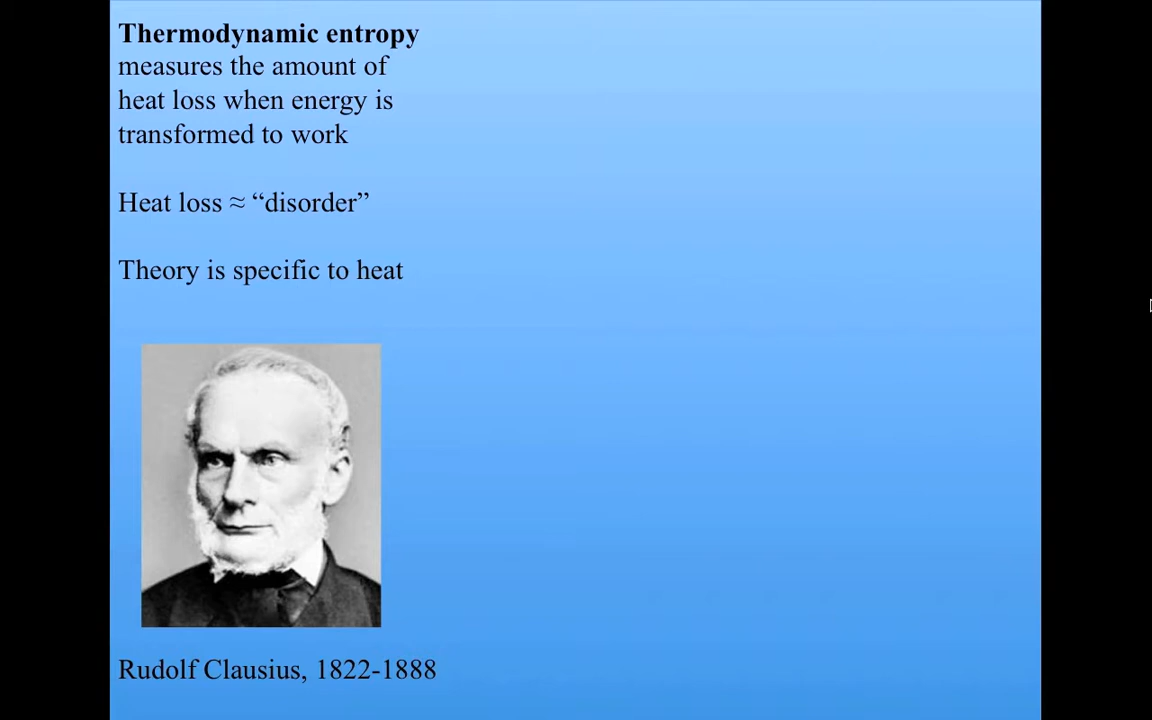 Thermodynamic entropy
measures the amount of
heat loss when energy is
transformed to work
Heat loss ≈ “disorder”
Theory is specific to heat
Rudolf Clausius, 1822-1888